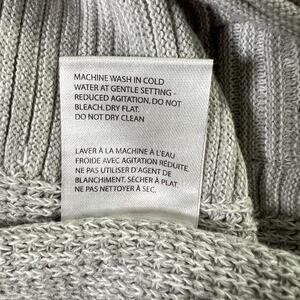 MACHINE WASH IN COLD
WATER AT GENTLE SETTING -
REDUCED AGITATION. DO NOT
BLEACH. DRY FLAT.
DO NOT DRY CLEAN
LAVER À LA MACHINE À L'EAU
FROIDE AVEC AGITATION RÉDUITE.
NE PAS UTILISER D'AGENT DE
BLANCHIMENT. SÉCHER À PLAT
NE PAS NETTOYER À SEC.